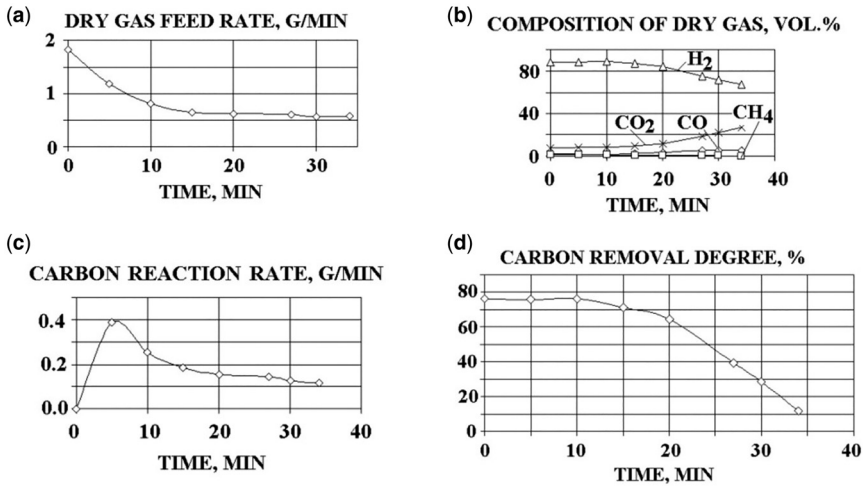 (a)
DRY GAS FEED RATE, G/MIN
2
1
0
0 10 20 30
TIME, MIN
(b)
COMPOSITION OF DRY GAS, VOL.%
80
40
0
H2
CO2 CO CH4
0 10 20 30 40
TIME, MIN
(c)
CARBON REACTION RATE, G/MIN
0.4
0.2
0.0
0 10 20 30 40
TIME, MIN
(d)
CARBON REMOVAL DEGREE, %
80
60
40
20
0
0 10 20 30 40
TIME, MIN